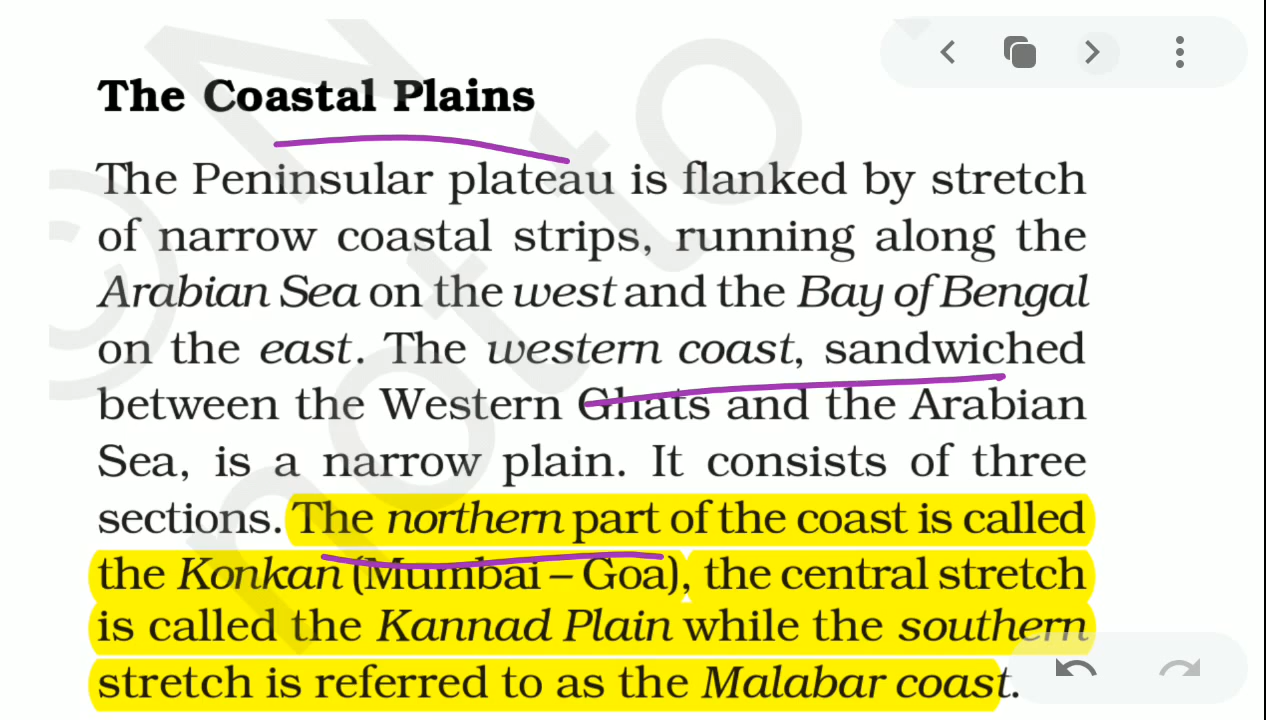 The Coastal Plains
The Peninsular plateau is flanked by stretch
of narrow coastal strips, running along the
Arabian Sea on the west and the Bay of Bengal
on the east. The western coast, sandwiched
between the Western Ghats and the Arabian
Sea, is a narrow plain. It consists of three
sections. The northern part of the coast is called
the Konkan (Mumbai – Goa), the central stretch
is called the Kannad Plain while the southern
stretch is referred to as the Malabar coast.
© N
not to